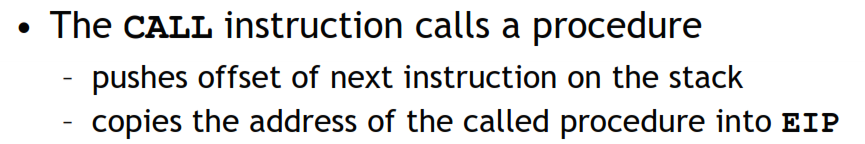 • The CALL instruction calls a procedure
– pushes offset of next instruction on the stack
– copies the address of the called procedure into EIP